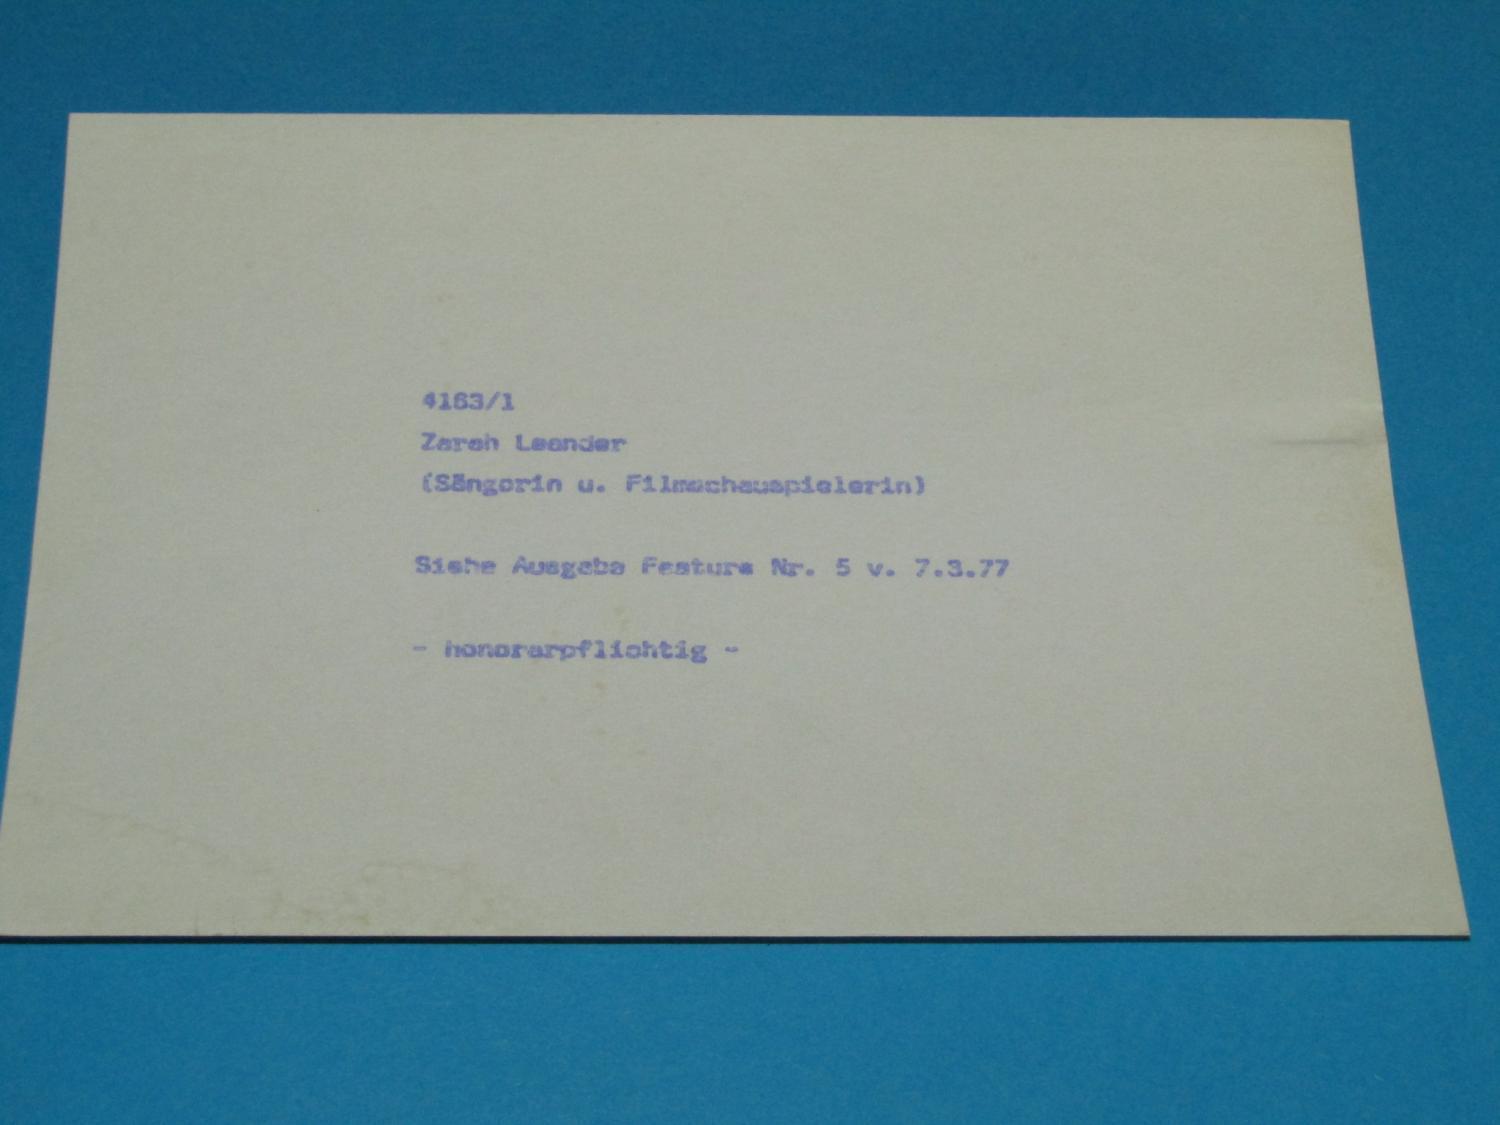 4163/1
Zarah Leander
(Sängerin u. Filmschauspielerin)
Siehe Ausgabe Feature Nr. 5 v. 7.3.77
- honorarpflichtig -